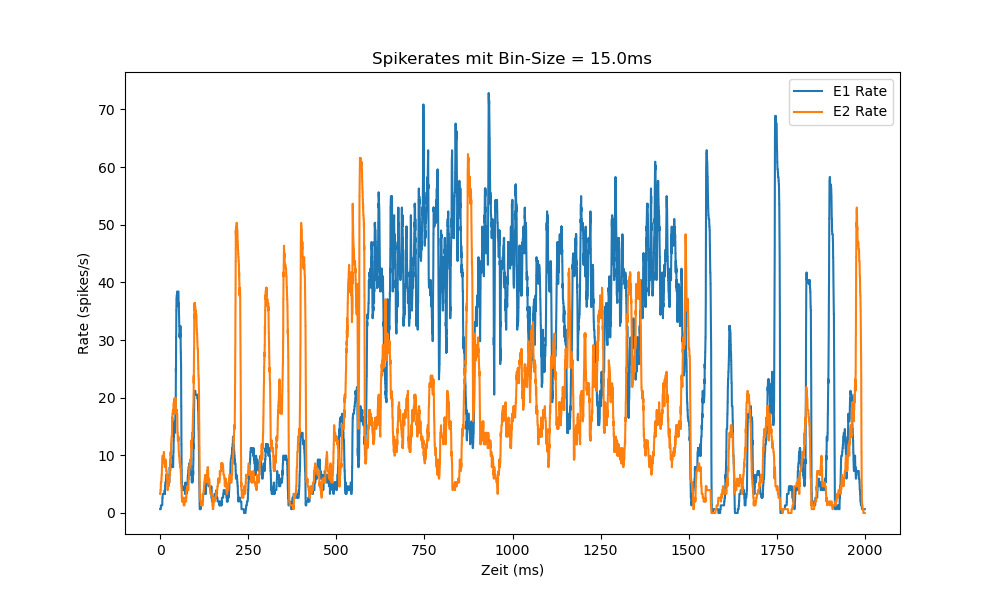 Spikerates mit Bin-Size = 15.0ms
E1 Rate
E2 Rate
Rate (spikes/s)
70
60
50
40
30
20
10
0
0 250 500 750 1000 1250 1500 1750 2000
Zeit (ms)